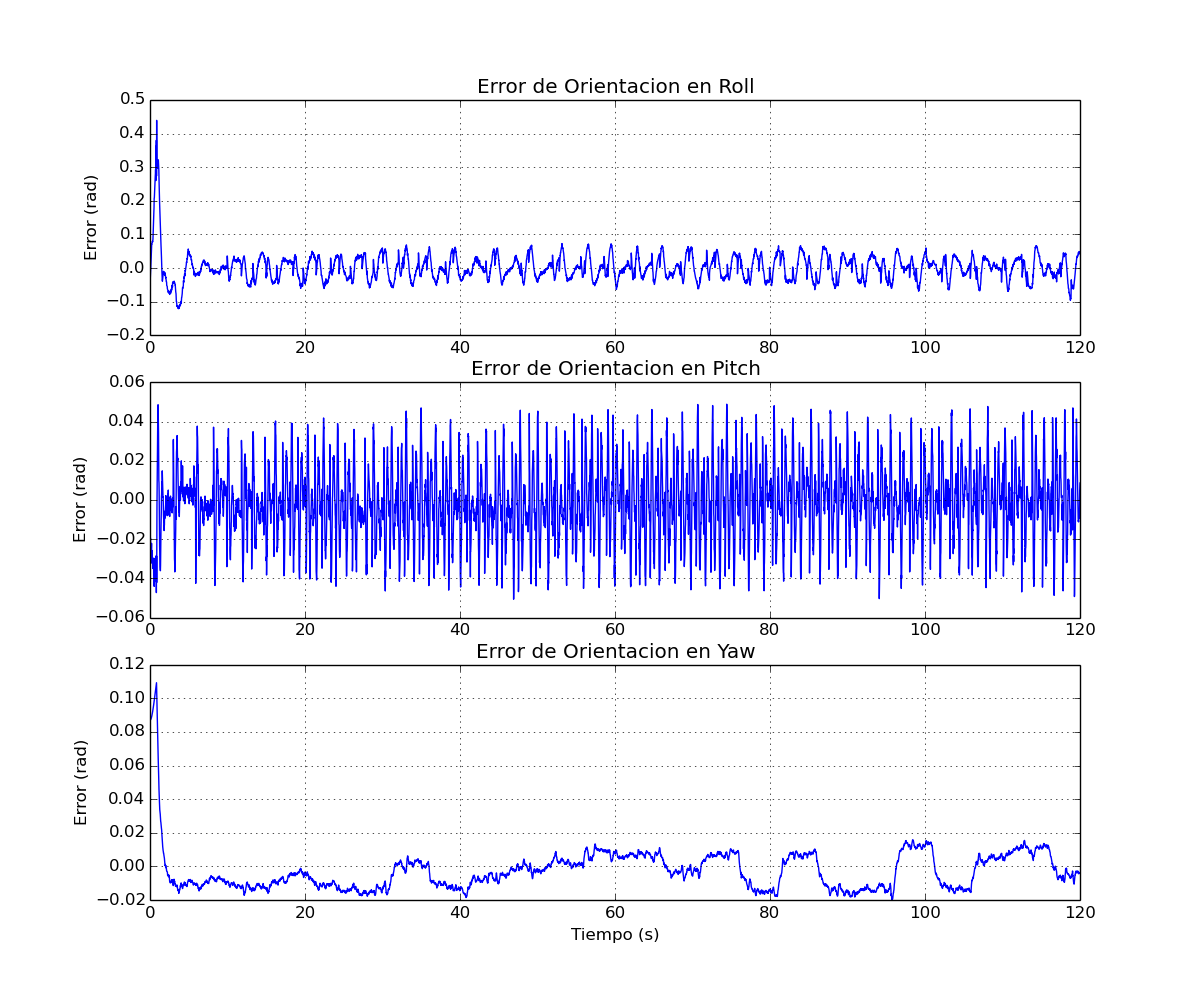 Error de Orientacion en Roll
0.5
0.4
0.3
0.2
0.1
0.0
−0.1
−0.2
Error (rad)
0 20 40 60 80 100 120
Error de Orientacion en Pitch
0.06
0.04
0.02
0.00
−0.02
−0.04
−0.06
Error (rad)
0 20 40 60 80 100 120
Error de Orientacion en Yaw
0.12
0.10
0.08
0.06
0.04
0.02
0.00
−0.02
Error (rad)
0 20 40 60 80 100 120
Tiempo (s)